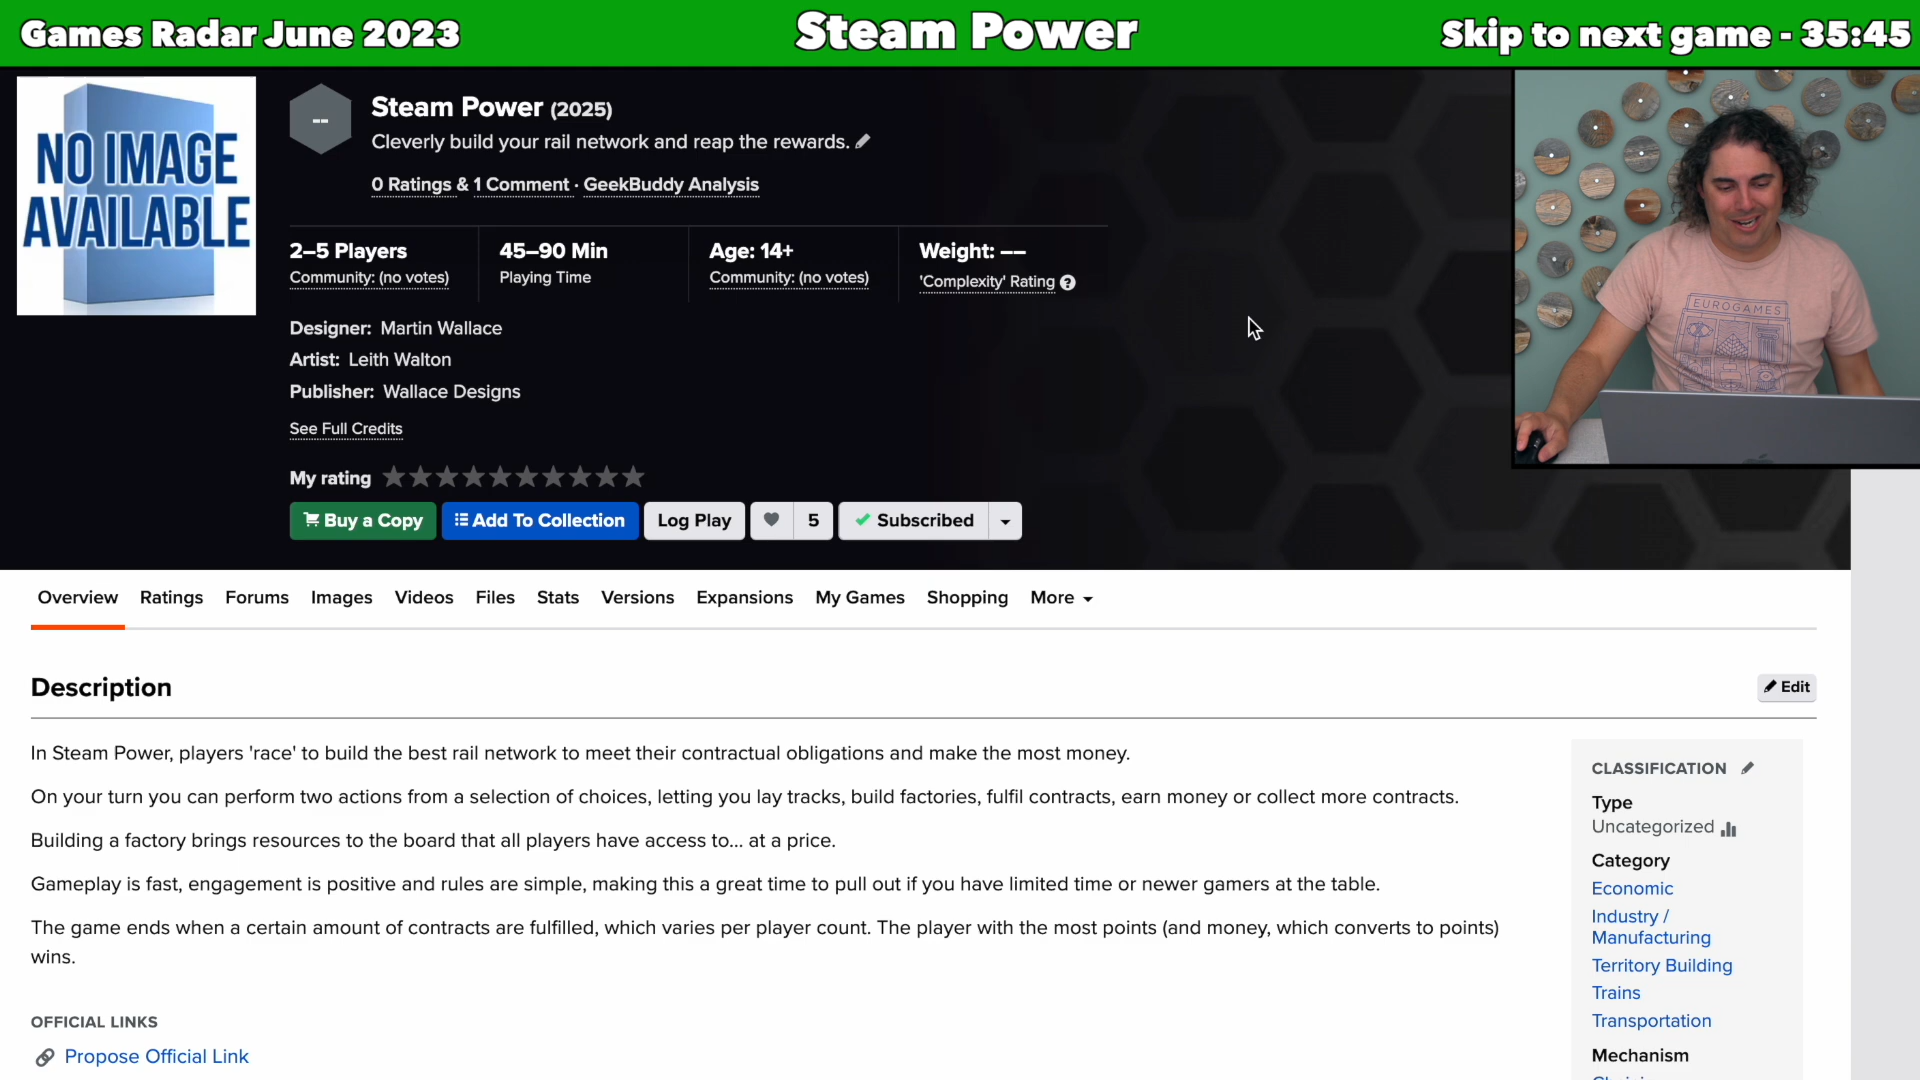 Games Radar June 2023
Steam Power
Skip to next game - 35:45
NO IMAGE
AVAILABLE
--
Steam Power (2025)
Cleverly build your rail network and reap the rewards.
0 Ratings & 1 Comment · GeekBuddy Analysis
2–5 Players
Community: (no votes)
45–90 Min
Playing Time
Age: 14+
Community: (no votes)
Weight: --
'Complexity' Rating ?
Designer: Martin Wallace
Artist: Leith Walton
Publisher: Wallace Designs
See Full Credits
My rating
Buy a Copy
Add To Collection
Log Play
5
Subscribed
EUROGAMES
Overview Ratings Forums Images Videos Files Stats Versions Expansions My Games Shopping More
Description
Edit
In Steam Power, players 'race' to build the best rail network to meet their contractual obligations and make the most money.
On your turn you can perform two actions from a selection of choices, letting you lay tracks, build factories, fulfil contracts, earn money or collect more contracts.
Building a factory brings resources to the board that all players have access to... at a price.
Gameplay is fast, engagement is positive and rules are simple, making this a great time to pull out if you have limited time or newer gamers at the table.
The game ends when a certain amount of contracts are fulfilled, which varies per player count. The player with the most points (and money, which converts to points)
wins.
OFFICIAL LINKS
Propose Official Link
CLASSIFICATION
Type
Uncategorized
Category
Economic
Industry /
Manufacturing
Territory Building
Trains
Transportation
Mechanism